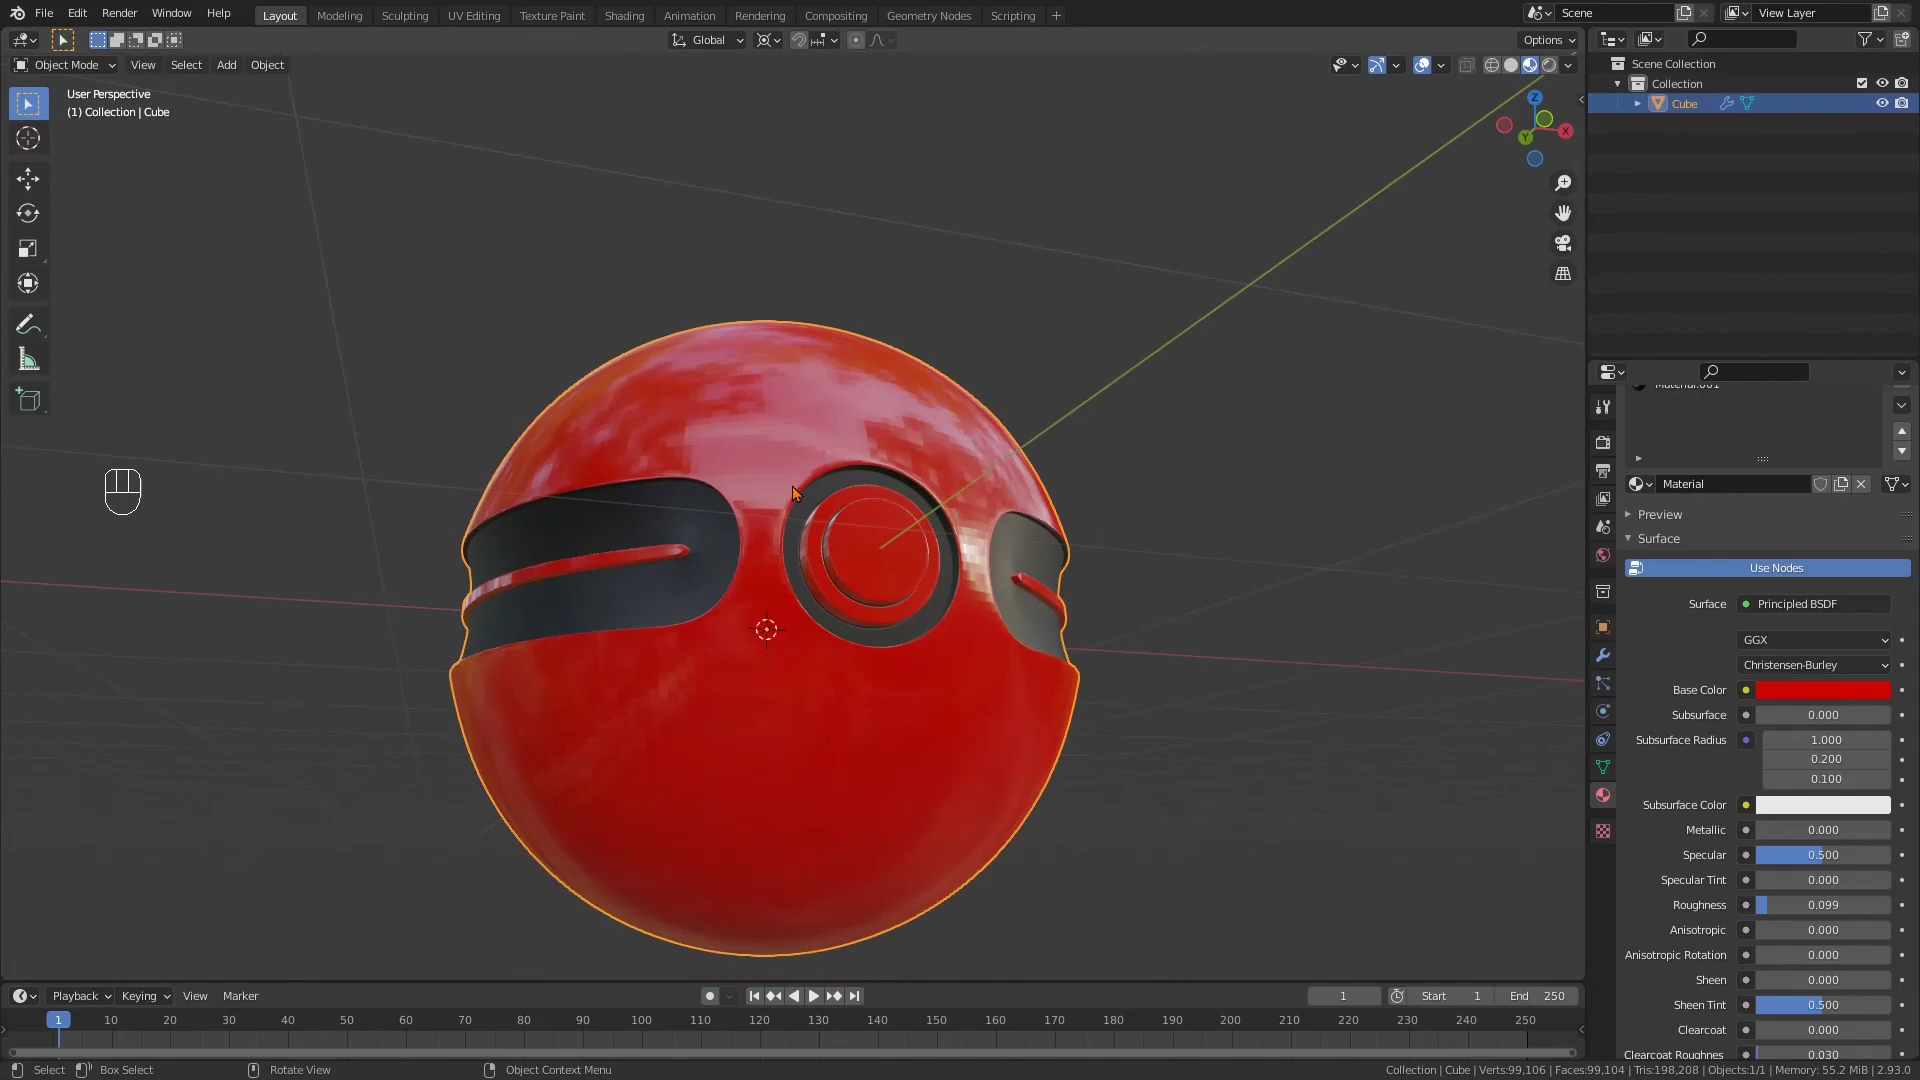 File Edit Render Window Help Layout Modeling Sculpting UV Editing Texture Paint Shading Animation Rendering Compositing Geometry Nodes Scripting + Scene View Layer
Global Options
Object Mode View Select Add Object
User Perspective
(1) Collection | Cube
Z
X
Y
Scene Collection
Collection
Cube
Material.001
Material
Preview
Surface
Use Nodes
Surface Principled BSDF
GGX
Christensen-Burley
Base Color
Subsurface 0.000
Subsurface Radius 1.000
0.200
0.100
Subsurface Color
Metallic 0.000
Specular 0.500
Specular Tint 0.000
Roughness 0.099
Anisotropic 0.000
Anisotropic Rotation 0.000
Sheen 0.000
Sheen Tint 0.500
Clearcoat 0.000
Clearcoat Roughnes 0.030
Playback Keying View Marker 1 Start 1 End 250
1 10 20 30 40 50 60 70 80 90 100 110 120 130 140 150 160 170 180 190 200 210 220 230 240 250
Select Box Select Rotate View Object Context Menu Collection | Cube | Verts:99,106 | Faces:99,104 | Tris:198,208 | Objects:1/1 | Memory: 55.2 MiB | 2.93.0